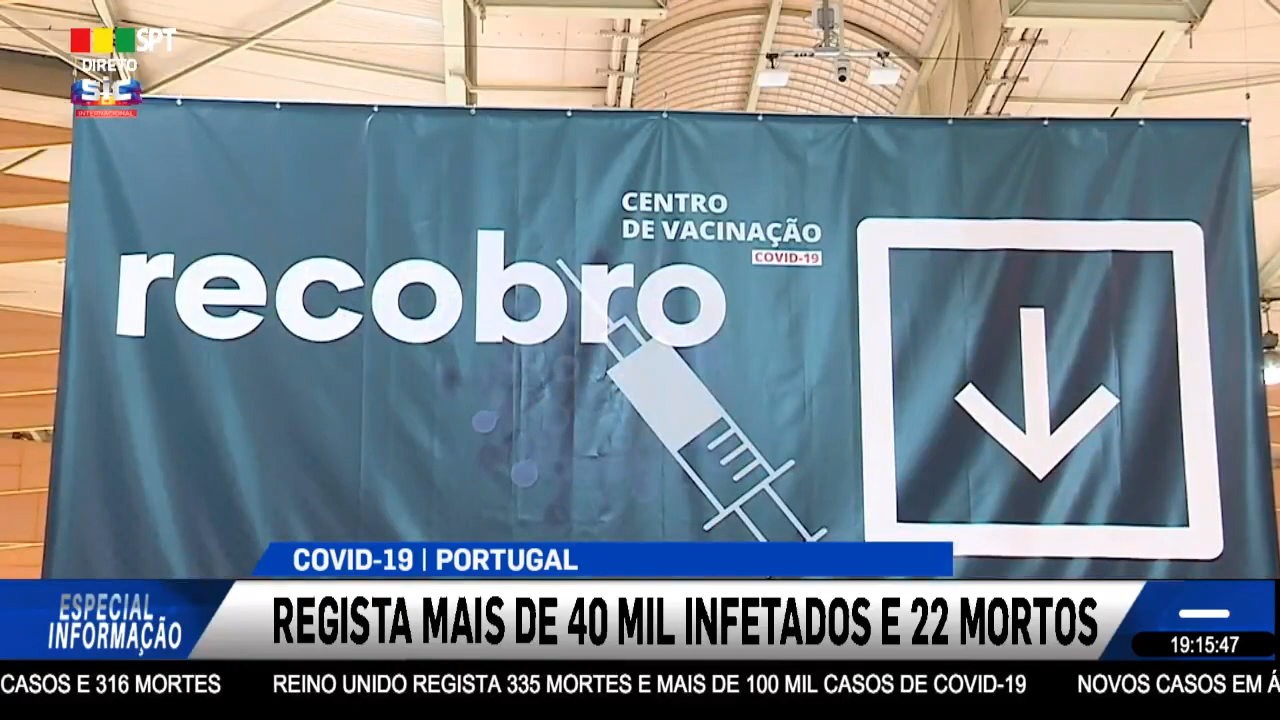 SPT
DIRETO
SIC
INTERNACIONAL
CENTRO
DE VACINAÇÃO
COVID-19
recobro
COVID-19 | PORTUGAL
ESPECIAL
INFORMAÇÃO
REGISTA MAIS DE 40 MIL INFETADOS E 22 MORTOS
19:15:47
CASOS E 316 MORTES REINO UNIDO REGISTA 335 MORTES E MAIS DE 100 MIL CASOS DE COVID-19 NOVOS CASOS EM Á